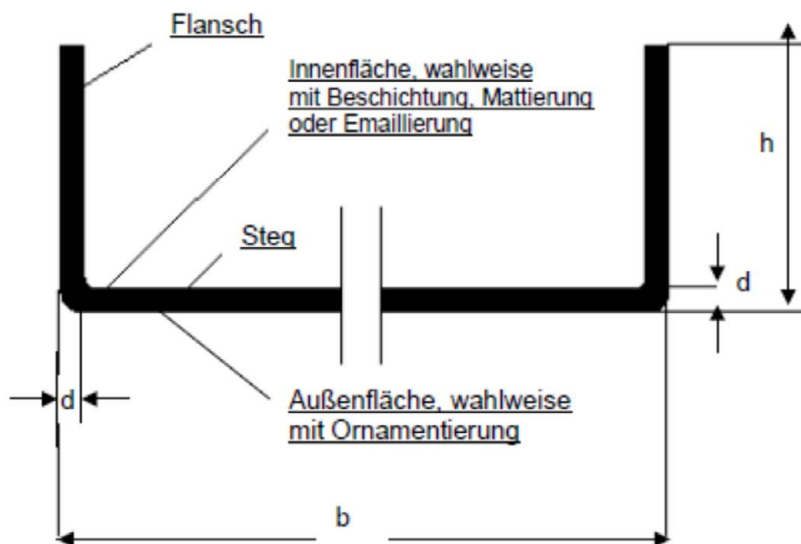 Flansch
Innenfläche, wahlweise
mit Beschichtung, Mattierung
oder Emaillierung
h
Steg
d
d
Außenfläche, wahlweise
mit Ornamentierung
b